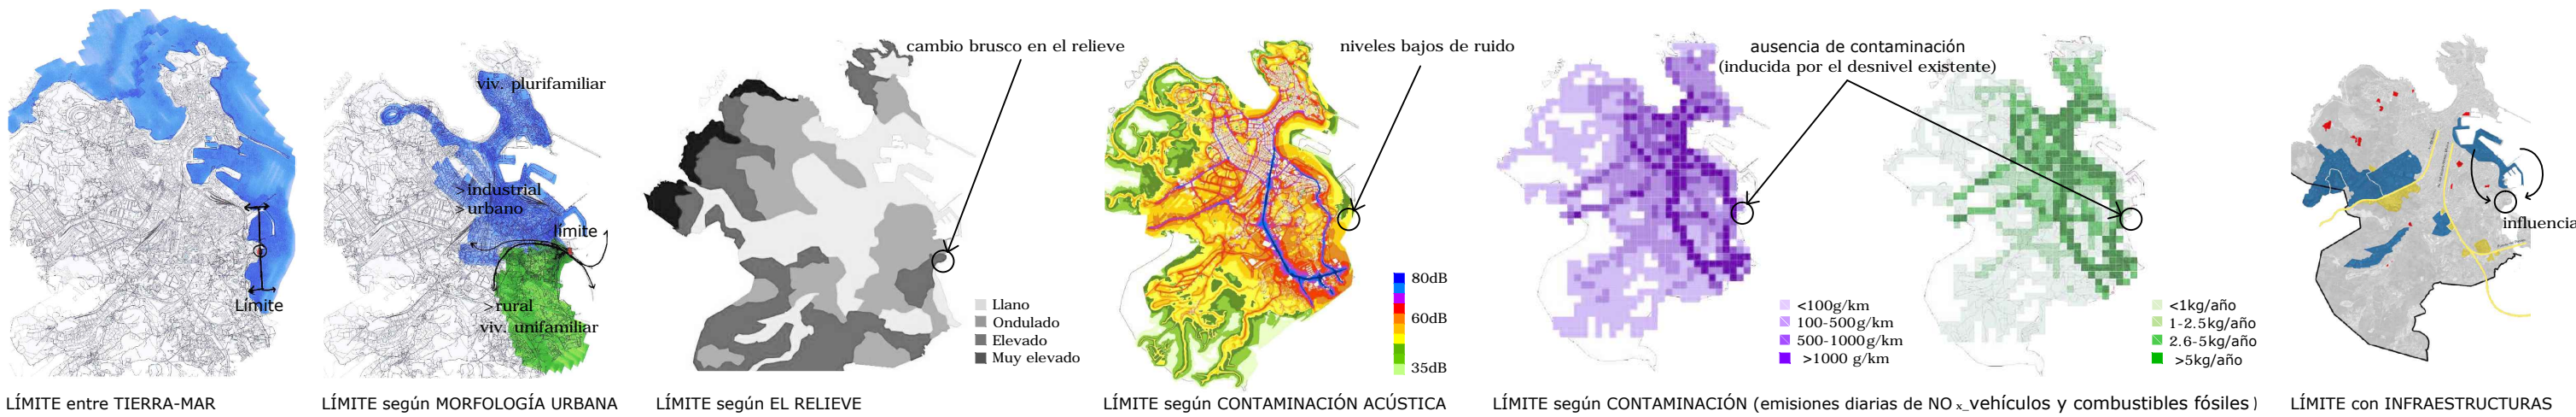 Límite
LÍMITE entre TIERRA-MAR
viv. plurifamiliar
>industrial
>urbano
límite
>rural
viv. unifamiliar
LÍMITE según MORFOLOGÍA URBANA
cambio brusco en el relieve
Llano
Ondulado
Elevado
Muy elevado
LÍMITE según EL RELIEVE
niveles bajos de ruido
80dB
60dB
35dB
LÍMITE según CONTAMINACIÓN ACÚSTICA
ausencia de contaminación
(inducida por el desnivel existente)
<100g/km
100-500g/km
500-1000g/km
>1000 g/km
<1kg/año
1-2.5kg/año
2.6-5kg/año
>5kg/año
LÍMITE según CONTAMINACIÓN (emisiones diarias de NO x_vehículos y combustibles fósiles)
influencia
LÍMITE con INFRAESTRUCTURAS